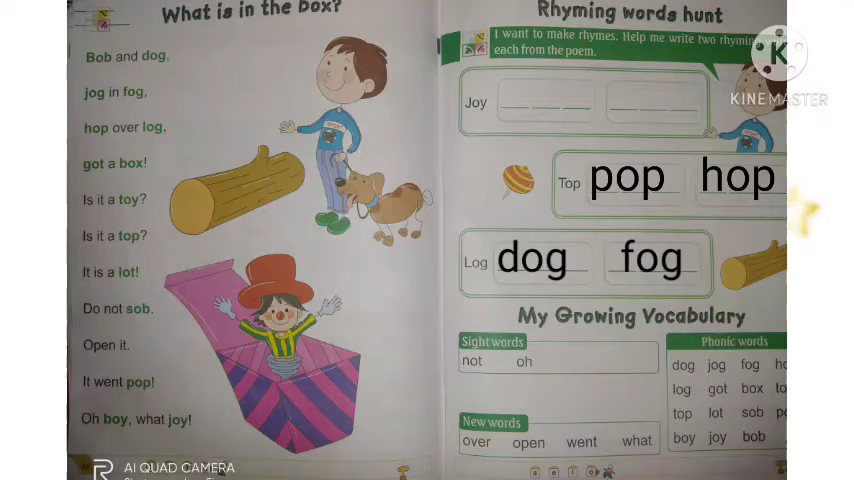 What is in the box?
Bob and dog,
jog in fog,
hop over log,
got a box!
Is it a toy?
Is it a top?
It is a lot!
Do not sob.
Open it.
It went pop!
Oh boy, what joy!
AI QUAD CAMERA
Rhyming words hunt
I want to make rhymes. Help me write two rhyming
each from the poem.
K
KINEMASTER
Joy
Top pop hop
Log dog fog
My Growing Vocabulary
Sight words
not oh
New words
over open went what
Phonic words
dog jog fog
log got box
top lot sob
boy joy bob
a e i o